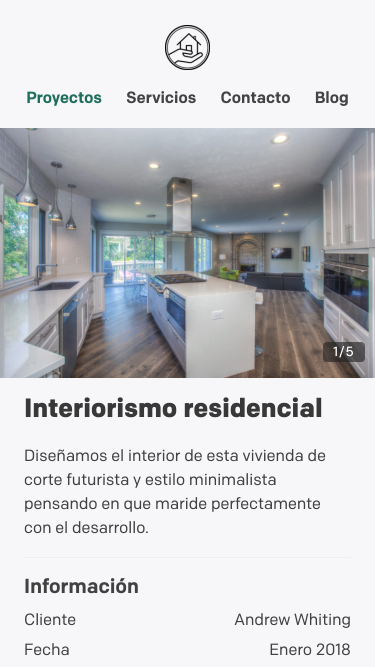 Proyectos Servicios Contacto Blog
1/5
Interiorismo residencial
Diseñamos el interior de esta vivienda de
corte futurista y estilo minimalista
pensando en que maride perfectamente
con el desarrollo.
Información
Cliente Andrew Whiting
Fecha Enero 2018